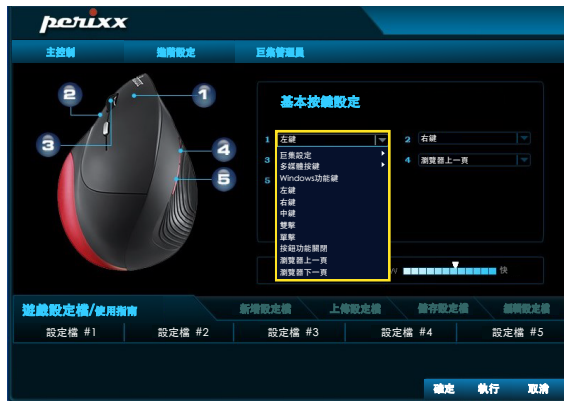 perixx
主控制 進階設定 巨集管理員
基本按鍵設定
1 左鍵 2 右鍵
3 4 瀏覽器上一頁
5
巨集設定
多媒體按鍵
Windows功能鍵
左鍵
右鍵
中鍵
雙擊
單擊
按鈕功能關閉
瀏覽器上一頁
瀏覽器下一頁
快
1
2
3
4
5
遊戲設定檔/使用指南 新增設定檔 上傳設定檔 儲存設定檔 編輯設定檔
設定檔 #1 設定檔 #2 設定檔 #3 設定檔 #4 設定檔 #5
確定 執行 取消